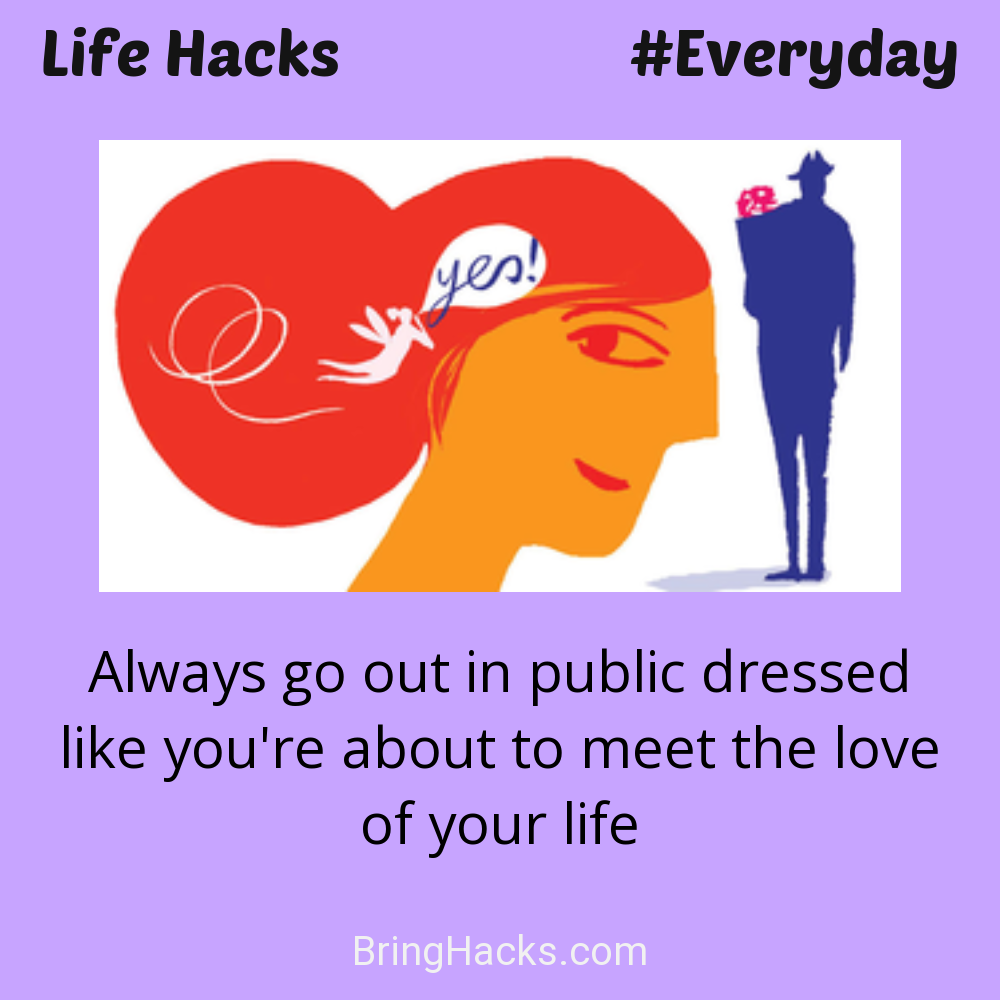 Life Hacks
#Everyday
yes!
Always go out in public dressed
like you're about to meet the love
of your life
BringHacks.com